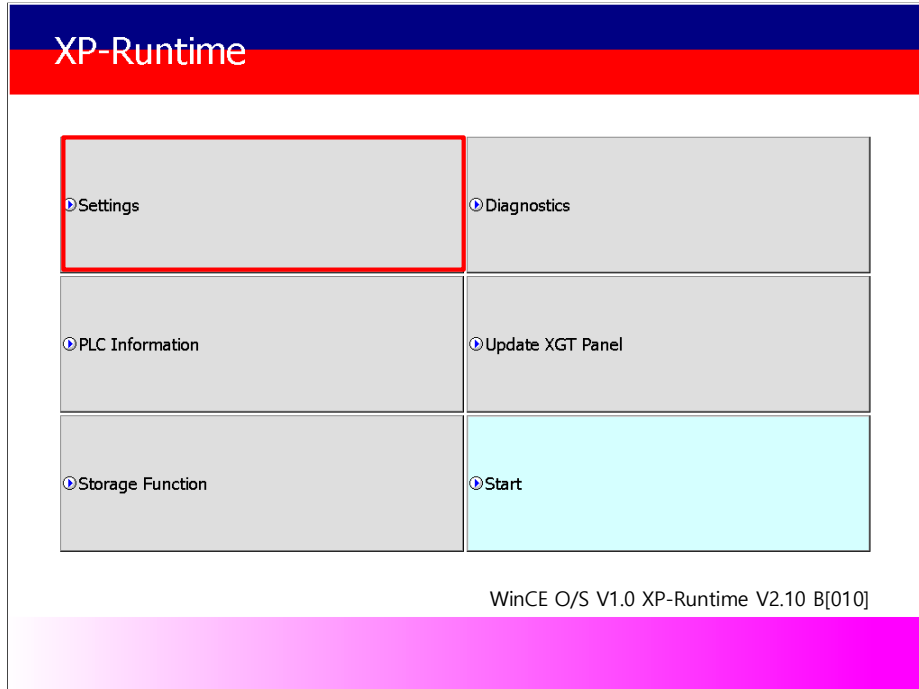 XP-Runtime
Settings
Diagnostics
PLC Information
Update XGT Panel
Storage Function
Start
WinCE O/S V1.0 XP-Runtime V2.10 B[010]